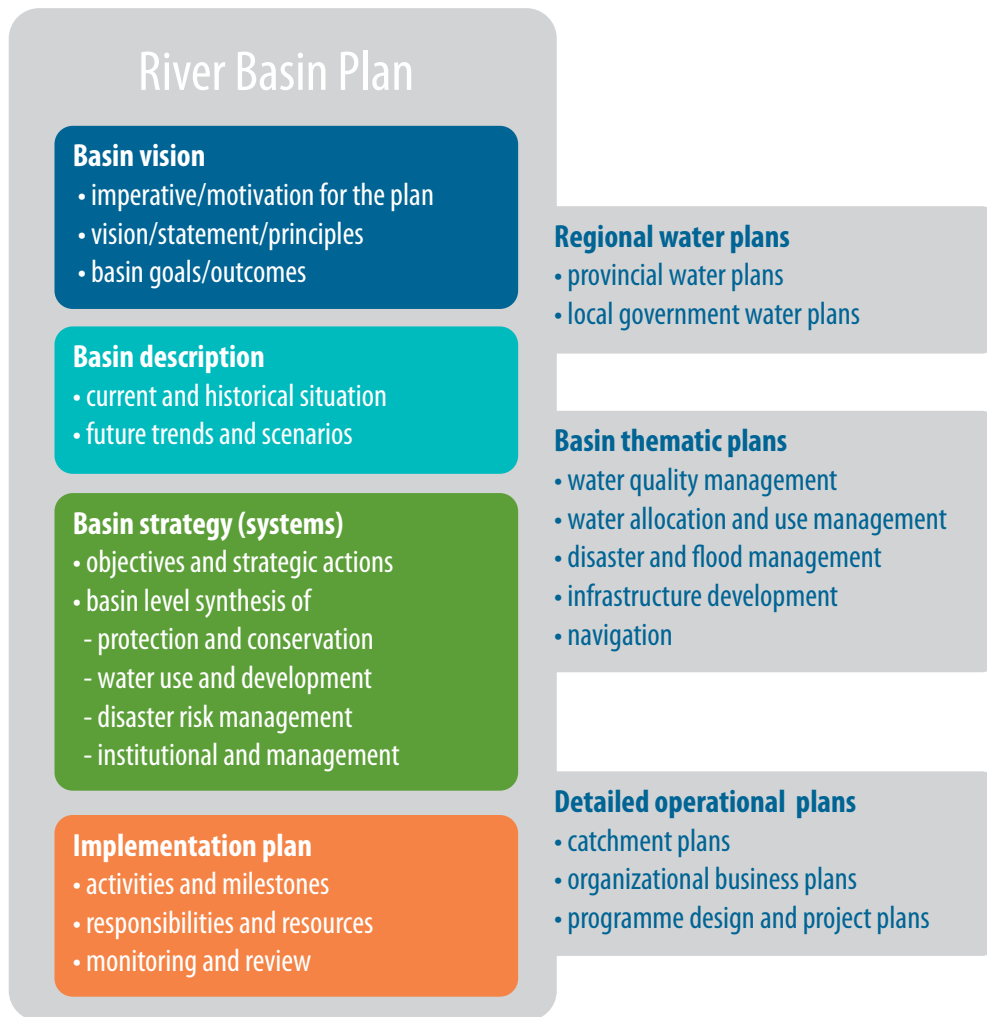 River Basin Plan
Basin vision
• imperative/motivation for the plan
• vision/statement/principles
• basin goals/outcomes
Basin description
• current and historical situation
• future trends and scenarios
Basin strategy (systems)
• objectives and strategic actions
• basin level synthesis of
- protection and conservation
- water use and development
- disaster risk management
- institutional and management
Implementation plan
• activities and milestones
• responsibilities and resources
• monitoring and review
Regional water plans
• provincial water plans
• local government water plans
Basin thematic plans
• water quality management
• water allocation and use management
• disaster and flood management
• infrastructure development
• navigation
Detailed operational plans
• catchment plans
• organizational business plans
• programme design and project plans